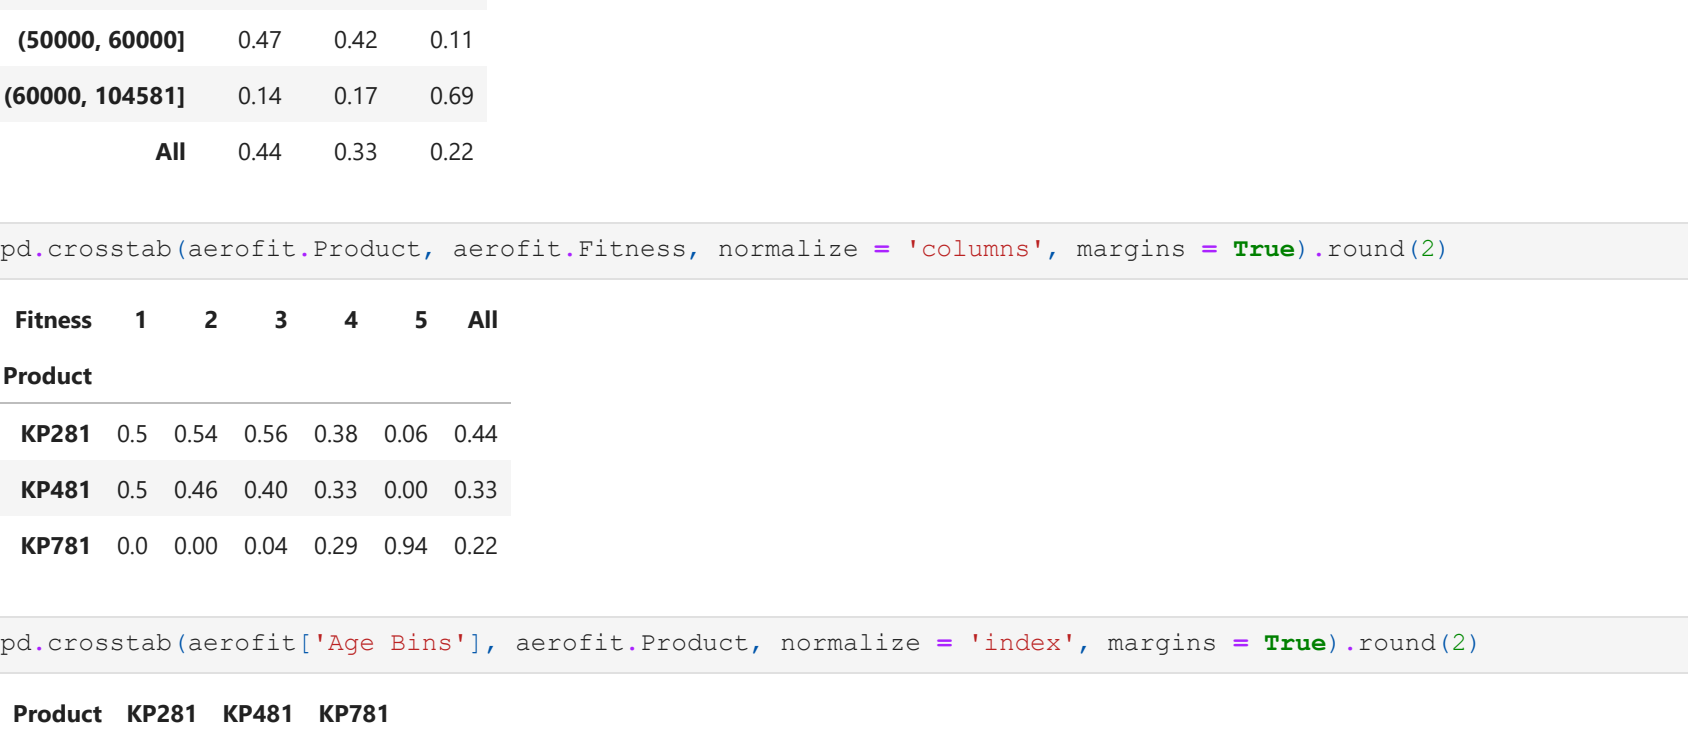 (50000, 60000] 0.47 0.42 0.11
(60000, 104581] 0.14 0.17 0.69
All 0.44 0.33 0.22
pd.crosstab(aerofit.Product, aerofit.Fitness, normalize = 'columns', margins = True).round(2)
Fitness 1 2 3 4 5 All
Product
KP281 0.5 0.54 0.56 0.38 0.06 0.44
KP481 0.5 0.46 0.40 0.33 0.00 0.33
KP781 0.0 0.00 0.04 0.29 0.94 0.22
pd.crosstab(aerofit['Age Bins'], aerofit.Product, normalize = 'index', margins = True).round(2)
Product KP281 KP481 KP781